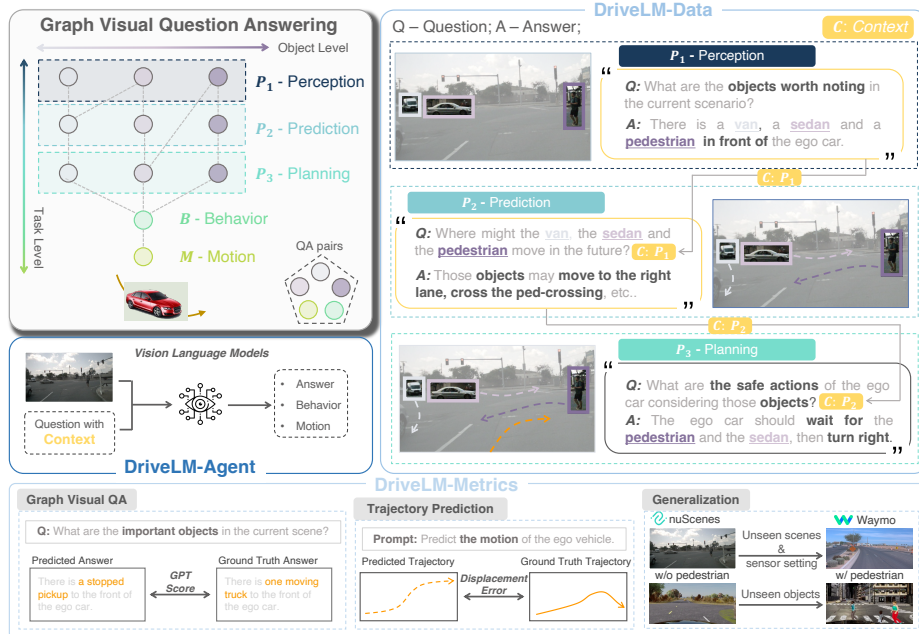 Graph Visual Question Answering
Object Level
Task Level
P1 - Perception
P2 - Prediction
P3 - Planning
B - Behavior
M - Motion
QA pairs
Vision Language Models
Question with
Context
• Answer
• Behavior
• Motion
DriveLM-Agent
DriveLM-Data
Q – Question; A – Answer;
C: Context
P1 - Perception
“
Q: What are the objects worth noting in
the current scenario?
A: There is a van, a sedan and a
pedestrian in front of the ego car.
”
C: P1
P2 - Prediction
“
Q: Where might the van, the sedan and
the pedestrian move in the future? C: P1
A: Those objects may move to the right
lane, cross the ped-crossing, etc..
”
C: P2
P3 - Planning
“
Q: What are the safe actions of the ego
car considering those objects? C: P2
A: The ego car should wait for the
pedestrian and the sedan, then turn right.
”
DriveLM-Metrics
Graph Visual QA
Q: What are the important objects in the current scene?
Predicted Answer
There is a stopped
pickup to the front of
the ego car.
GPT
Score
Ground Truth Answer
There is one moving
truck to the front of
the ego car.
Trajectory Prediction
Prompt: Predict the motion of the ego vehicle.
Predicted Trajectory
Displacement
Error
Ground Truth Trajectory
Generalization
nuScenes
Waymo
Unseen scenes
&
sensor setting
w/o pedestrian
w/ pedestrian
Unseen objects